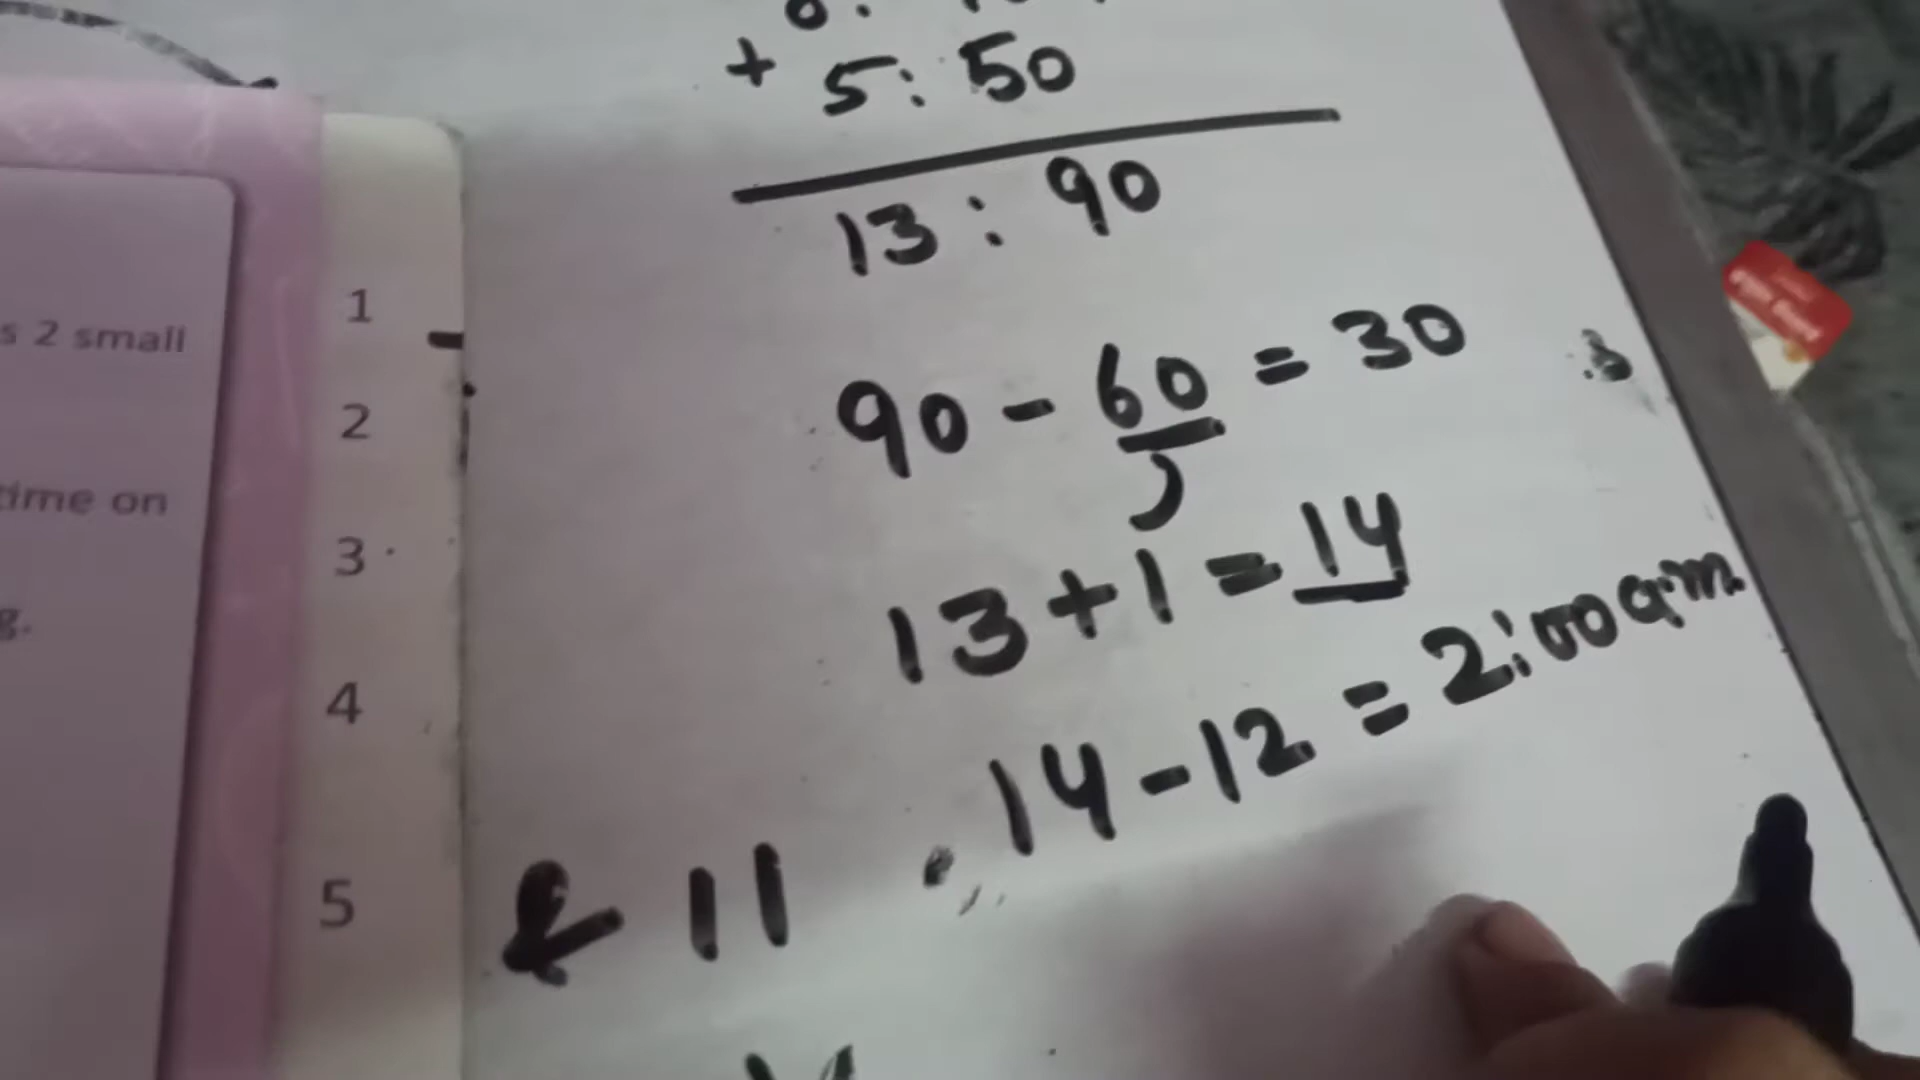 + 5:50
13:90
90-60=30
13+1=14
14-12=2:00 a.m.
11
s 2 small
time on
g.
1
2
3
4
5